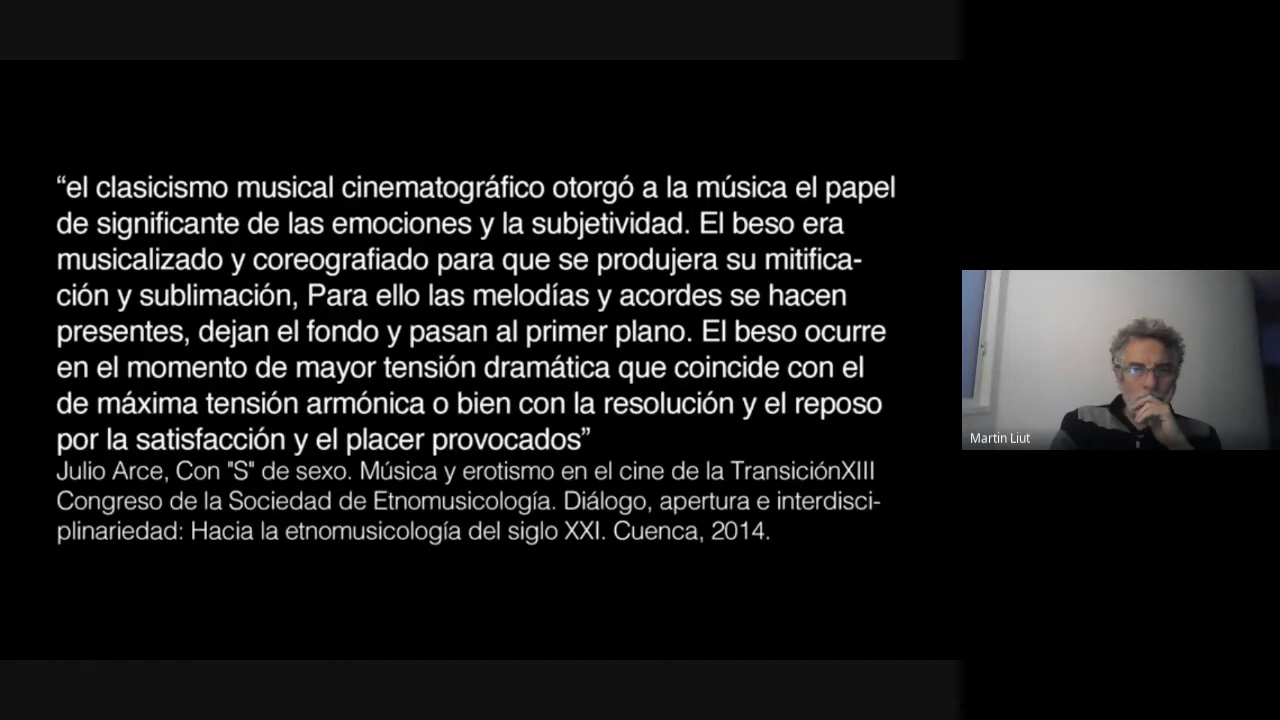 “el clasicismo musical cinematográfico otorgó a la música el papel
de significante de las emociones y la subjetividad. El beso era
musicalizado y coreografiado para que se produjera su mitifica-
ción y sublimación, Para ello las melodías y acordes se hacen
presentes, dejan el fondo y pasan al primer plano. El beso ocurre
en el momento de mayor tensión dramática que coincide con el
de máxima tensión armónica o bien con la resolución y el reposo
por la satisfacción y el placer provocados”
Julio Arce, Con "S" de sexo. Música y erotismo en el cine de la TransiciónXIII
Congreso de la Sociedad de Etnomusicología. Diálogo, apertura e interdisci-
plinariedad: Hacia la etnomusicología del siglo XXI. Cuenca, 2014.
Martin Liut